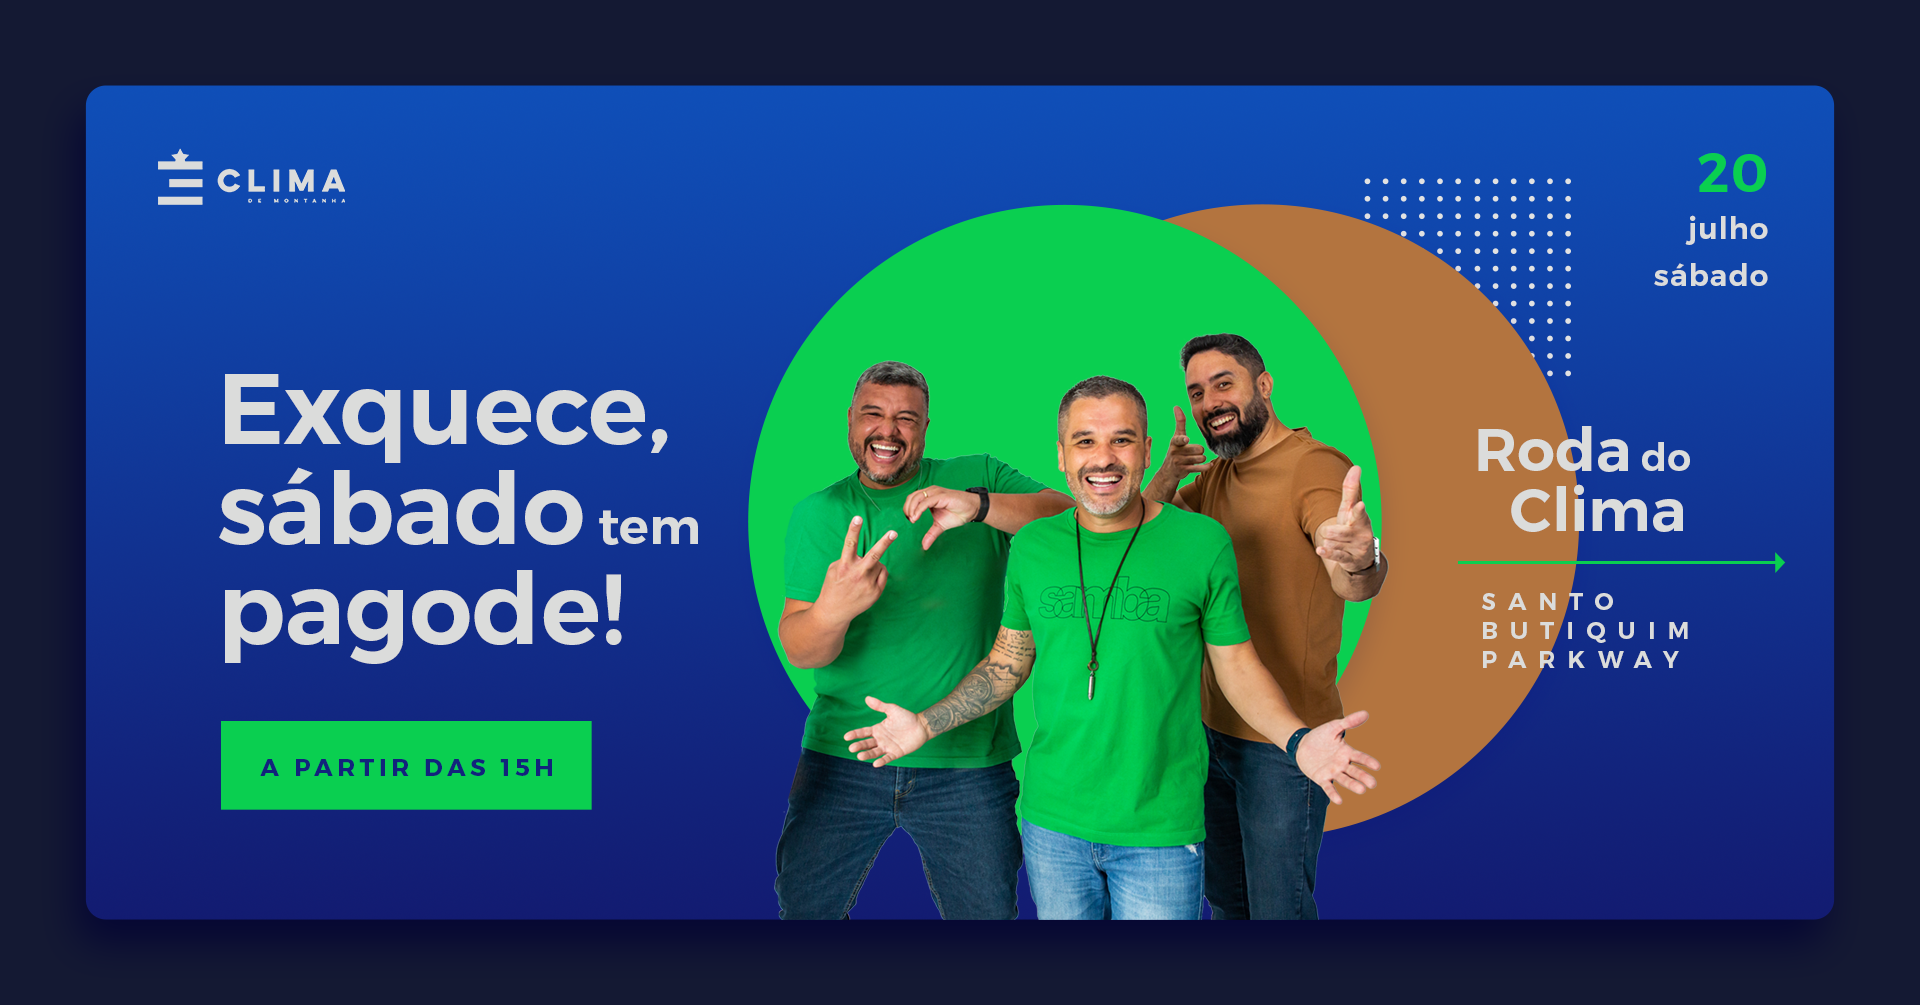 CLIMA
DE MONTANHA
20
julho
sábado
Exquece,
sábado tem
pagode!
A PARTIR DAS 15H
samba
Roda do
Clima
SANTO
BUTIQUIM
PARKWAY